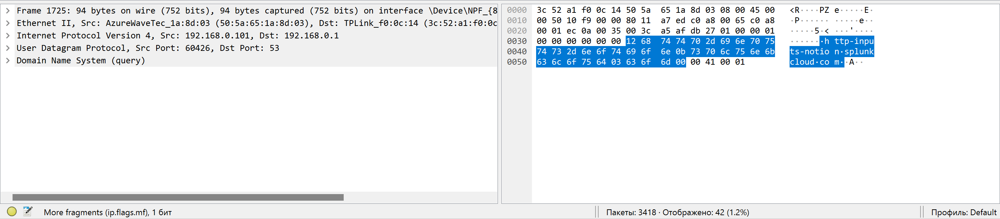 Frame 1725: 94 bytes on wire (752 bits), 94 bytes captured (752 bits) on interface \Device\NPF_{8
Ethernet II, Src: AzureWaveTec_1a:8d:03 (50:5a:65:1a:8d:03), Dst: TPLink_f0:0c:14 (3c:52:a1:f0:0c
Internet Protocol Version 4, Src: 192.168.0.101, Dst: 192.168.0.1
User Datagram Protocol, Src Port: 60426, Dst Port: 53
Domain Name System (query)
0000 3c 52 a1 f0 0c 14 50 5a 65 1a 8d 03 08 00 45 00 <R····PZ e·····E·
0010 00 50 10 f9 00 00 80 11 a7 ed c0 a8 00 65 c0 a8 ·P······ ·····e··
0020 00 01 ec 0a 00 35 00 3c a5 af db 27 01 00 00 01 ·····5·< ···'····
0030 00 00 00 00 00 00 12 68 74 74 70 2d 69 6e 70 75 ·······h ttp-inpu
0040 74 73 2d 6e 6f 74 69 6f 6e 0b 73 70 6c 75 6e 6b ts-notio n·splunk
0050 63 6c 6f 75 64 03 63 6f 6d 00 00 41 00 01 cloud·co m··A··
More fragments (ip.flags.mf), 1 бит
Пакеты: 3418 · Отображено: 42 (1.2%)
Профиль: Default